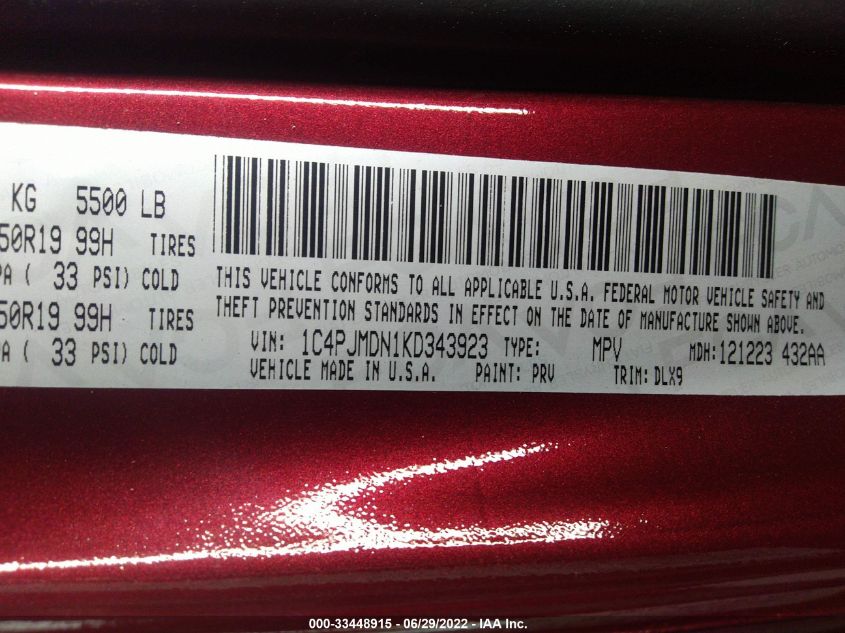 KG 5500 LB
50R19 99H TIRES
PA ( 33 PSI) COLD
50R19 99H TIRES
PA ( 33 PSI) COLD
THIS VEHICLE CONFORMS TO ALL APPLICABLE U.S.A. FEDERAL MOTOR VEHICLE SAFETY AND
THEFT PREVENTION STANDARDS IN EFFECT ON THE DATE OF MANUFACTURE SHOWN ABOVE.
VIN: 1C4PJMDN1KD343923 TYPE: MPV MDH:121223 432AA
VEHICLE MADE IN U.S.A. PAINT: PRV TRIM: DLX9
000-33448915 - 06/29/2022 - IAA Inc.